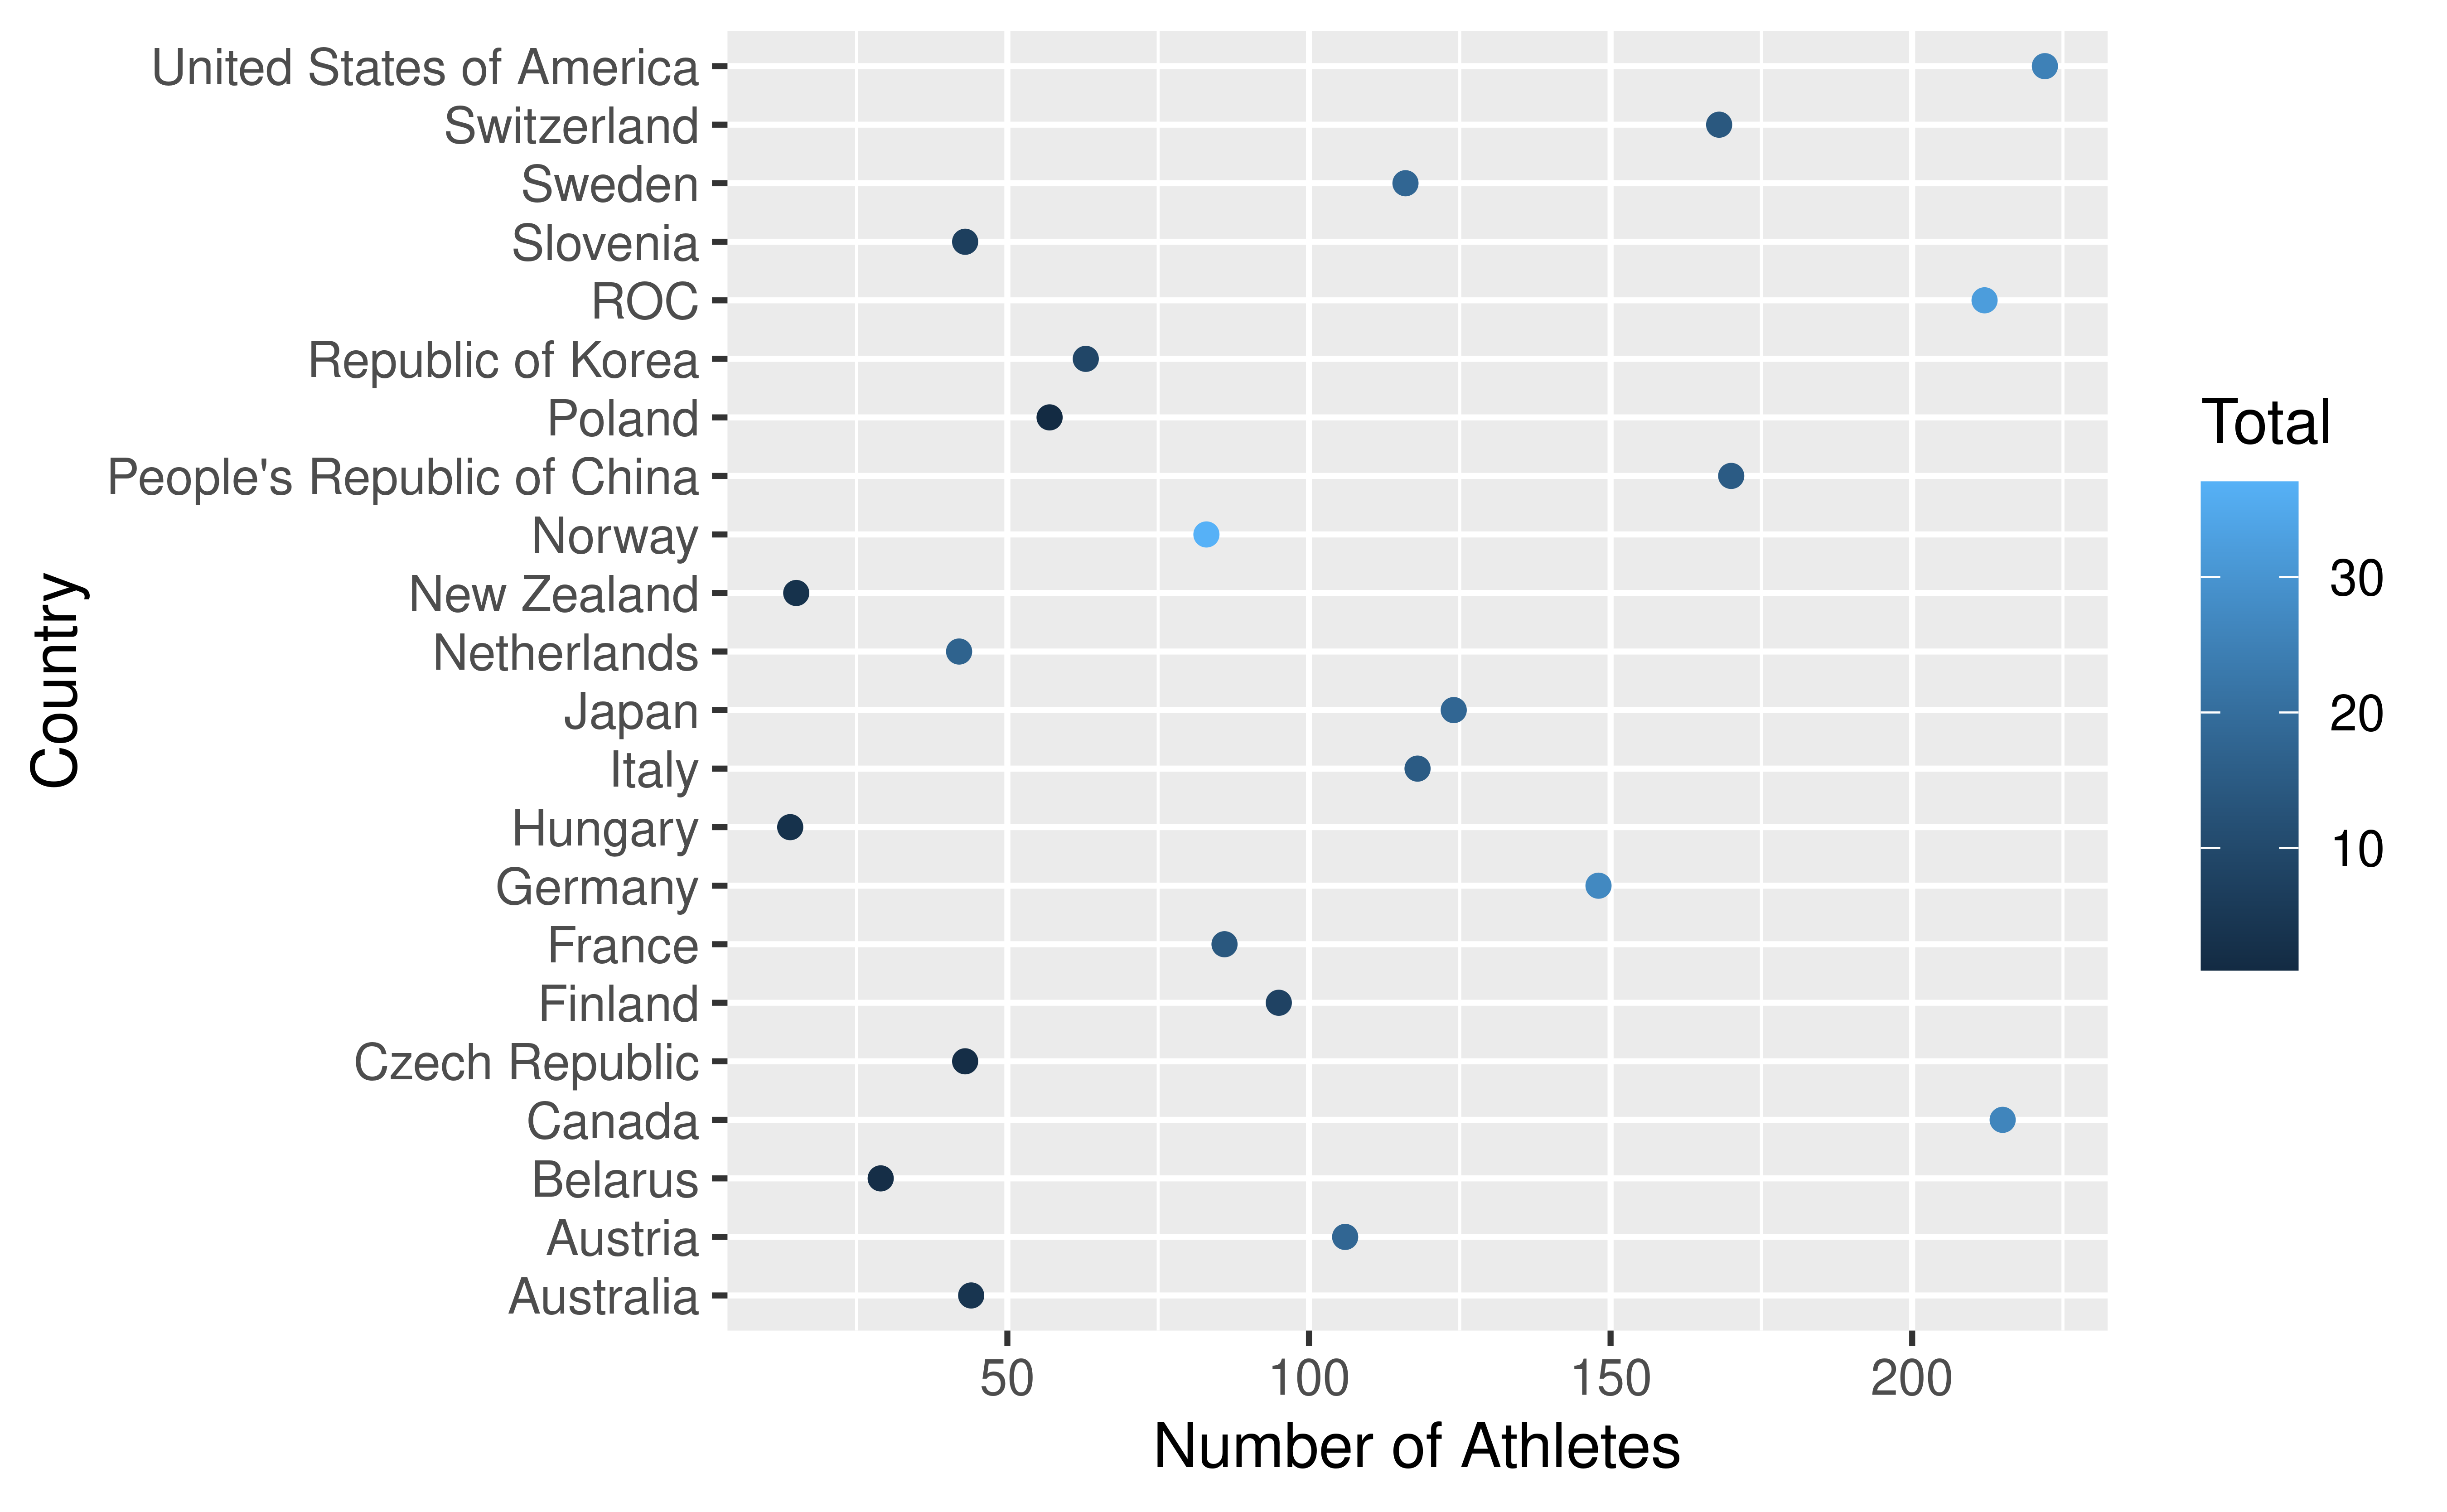 United States of America
Switzerland
Sweden
Slovenia
ROC
Republic of Korea
Poland
People's Republic of China
Norway
New Zealand
Netherlands
Japan
Italy
Hungary
Germany
France
Finland
Czech Republic
Canada
Belarus
Austria
Australia
Country
50 100 150 200
Number of Athletes
Total
30
20
10